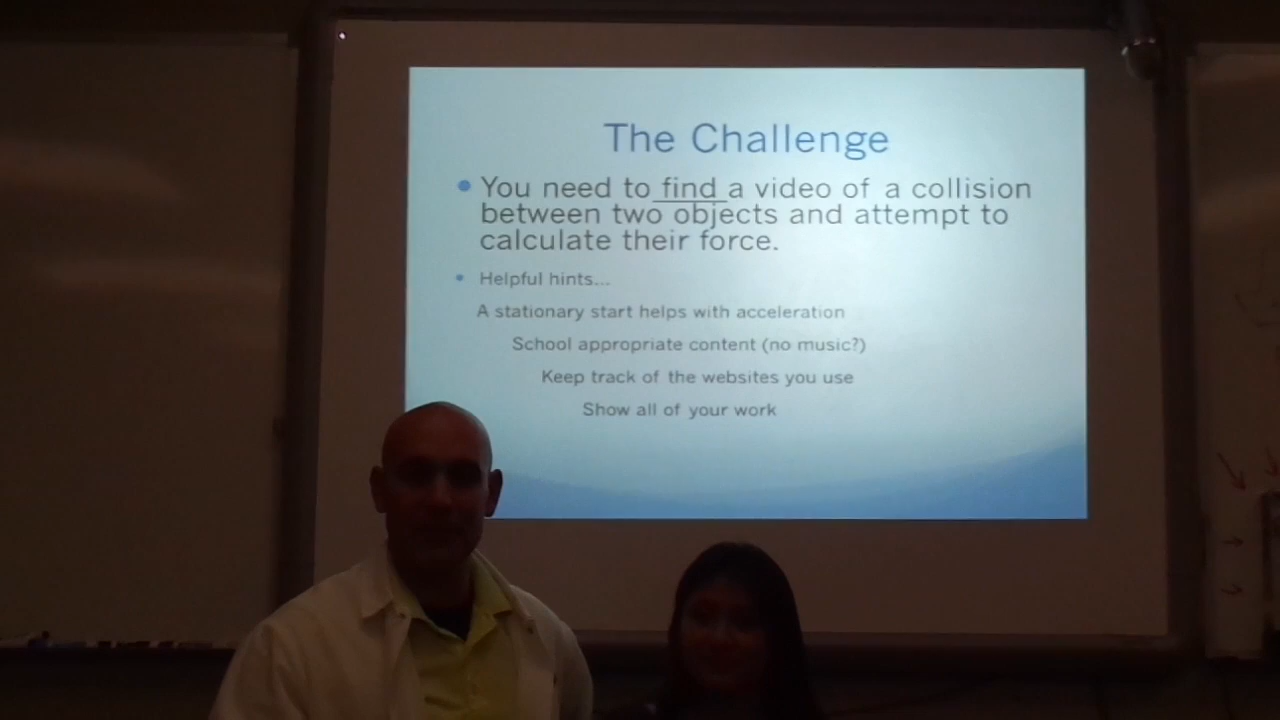 The Challenge
You need to find a video of a collision
between two objects and attempt to
calculate their force.
Helpful hints...
A stationary start helps with acceleration
School appropriate content (no music?)
Keep track of the websites you use
Show all of your work